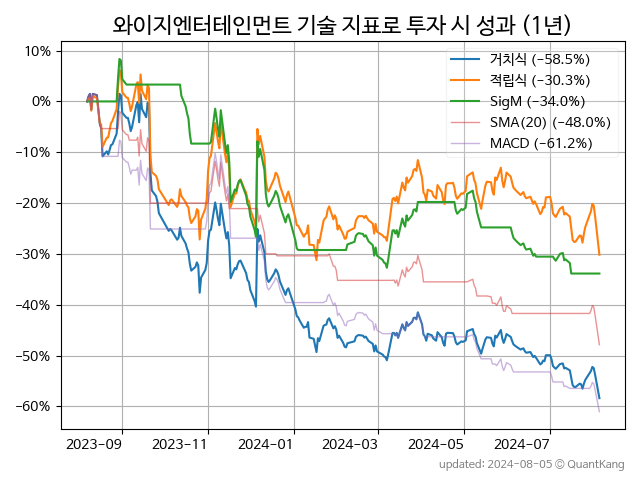 와이지엔터테인먼트 기술 지표로 투자 시 성과 (1년)
거치식 (−58.5%)
적립식 (−30.3%)
SigM (−34.0%)
SMA(20) (−48.0%)
MACD (−61.2%)
10%
0%
−10%
−20%
−30%
−40%
−50%
−60%
2023-09 2023-11 2024-01 2024-03 2024-05 2024-07
updated: 2024-08-05 © QuantKang